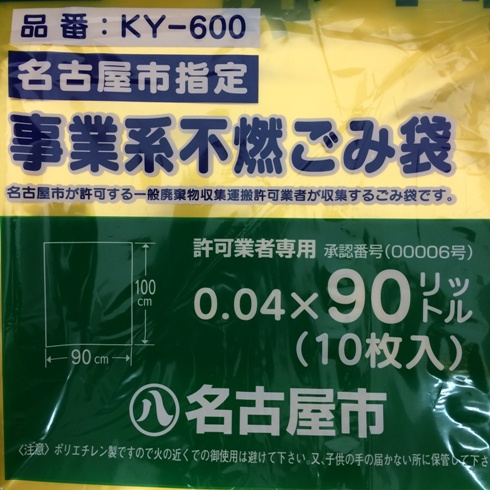 品番：KY-600
名古屋市指定
事業系不燃ごみ袋
名古屋市が許可する一般廃棄物収集運搬許可業者が収集するごみ袋です。
許可業者専用 承認番号(00006号)
100cm
90cm
0.04×90リットル
(10枚入)
八 名古屋市
〈注意〉ポリエチレン製ですので火の近くでの御使用は避けて下さい。又、子供の手の届かない所に保管して下さ